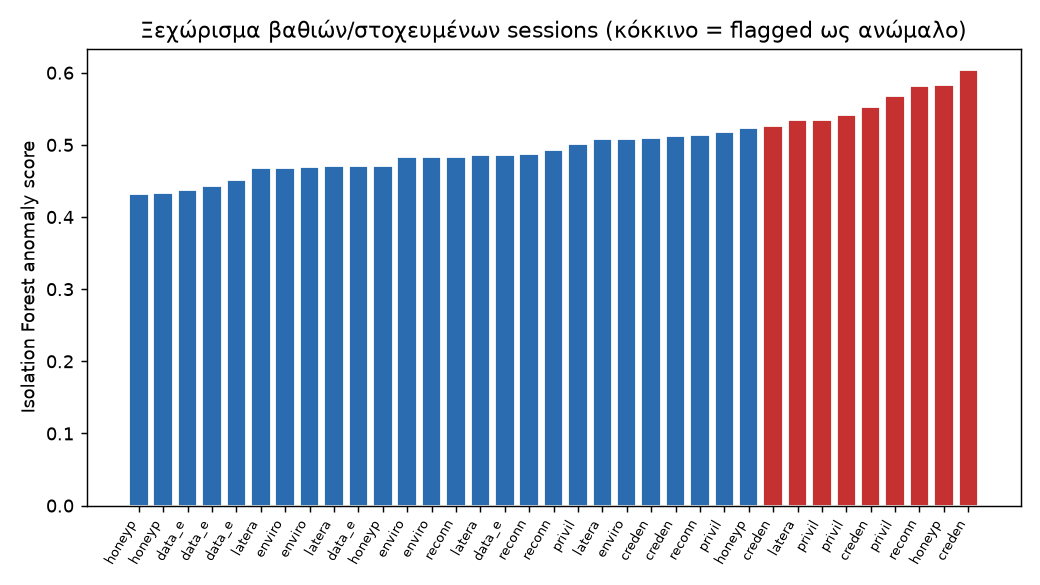 Ξεχώρισμα βαθιών/στοχευμένων sessions (κόκκινο = flagged ως ανώμαλο)
Isolation Forest anomaly score
0.6
0.5
0.4
0.3
0.2
0.1
0.0
honeyp
honeyp
data_e
data_e
data_e
latera
enviro
enviro
latera
data_e
honeyp
enviro
enviro
reconn
latera
data_e
reconn
reconn
privil
latera
enviro
creden
creden
reconn
privil
honeyp
creden
latera
privil
privil
creden
privil
reconn
honeyp
creden